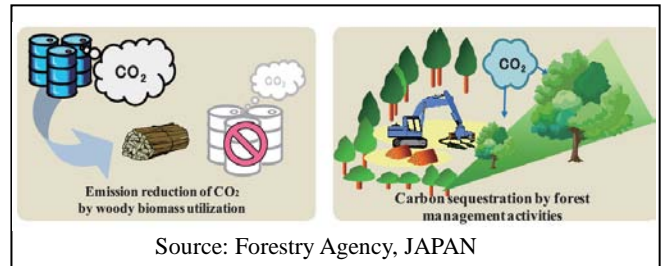 CO₂
CO₂
Emission reduction of CO₂
by woody biomass utilization
CO₂
Carbon sequestration by forest
management activities
Source: Forestry Agency, JAPAN